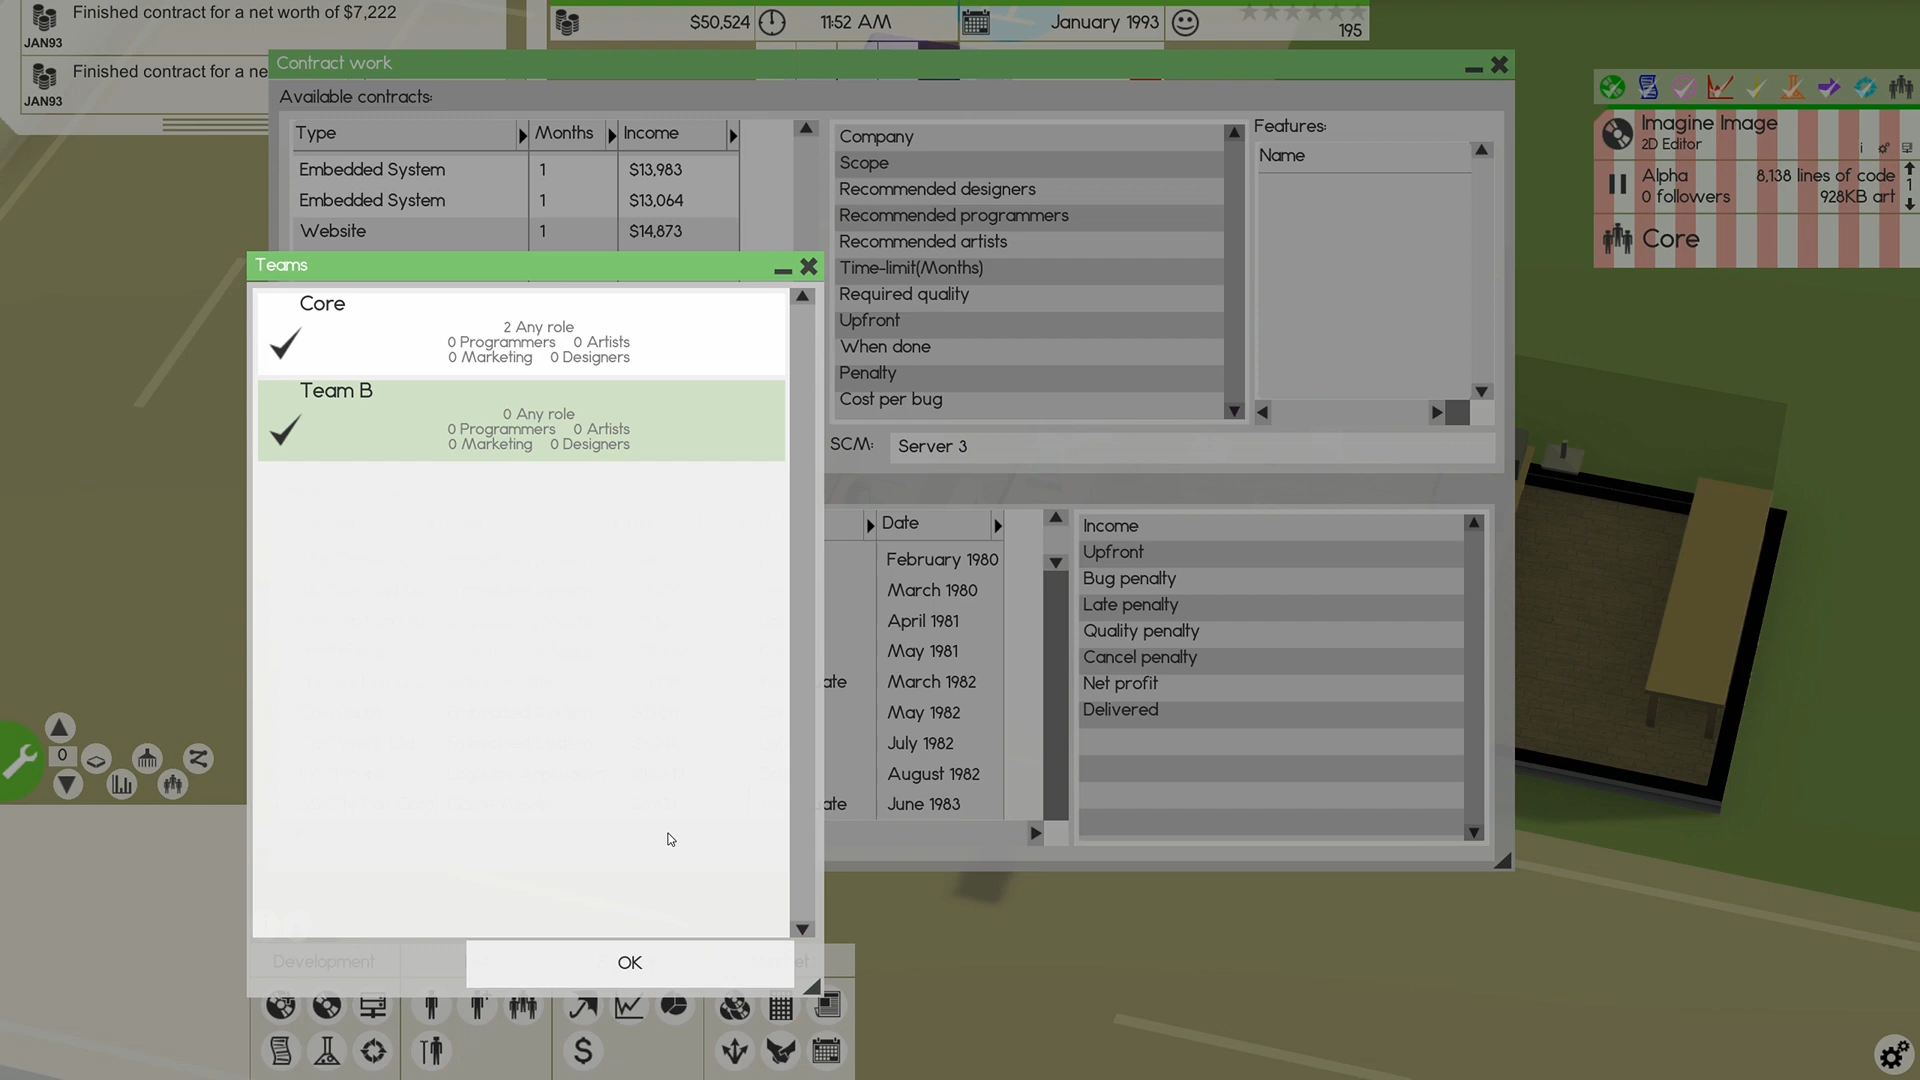 Finished contract for a net worth of $7,222
JAN93
Finished contract for a ne
JAN93
$50,524
11:52 AM
January 1993
195
Contract work
Available contracts:
Type Months Income
Embedded System 1 $13,983
Embedded System 1 $13,064
Website 1 $14,873
Company
Scope
Recommended designers
Recommended programmers
Recommended artists
Time-limit(Months)
Required quality
Upfront
When done
Penalty
Cost per bug
Features:
Name
SCM: Server 3
Imagine Image
2D Editor
Alpha 8,138 lines of code
0 followers 928KB art
1
Core
Teams
Core
2 Any role
0 Programmers 0 Artists
0 Marketing 0 Designers
Team B
0 Any role
0 Programmers 0 Artists
0 Marketing 0 Designers
OK
Date
February 1980
March 1980
April 1981
May 1981
ate March 1982
May 1982
July 1982
August 1982
ate June 1983
Income
Upfront
Bug penalty
Late penalty
Quality penalty
Cancel penalty
Net profit
Delivered
0
Development